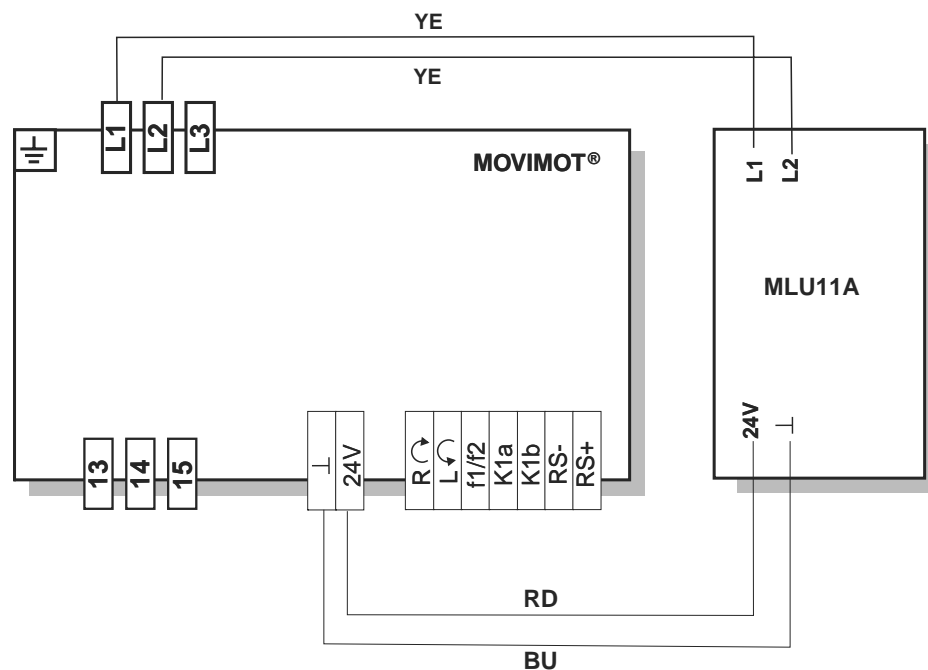 YE
YE
L1
L2
L3
MOVIMOT®
L1
L2
MLU11A
24V
⊥
13
14
15
⊥
24V
R
L
f1/f2
K1a
K1b
RS-
RS+
RD
BU